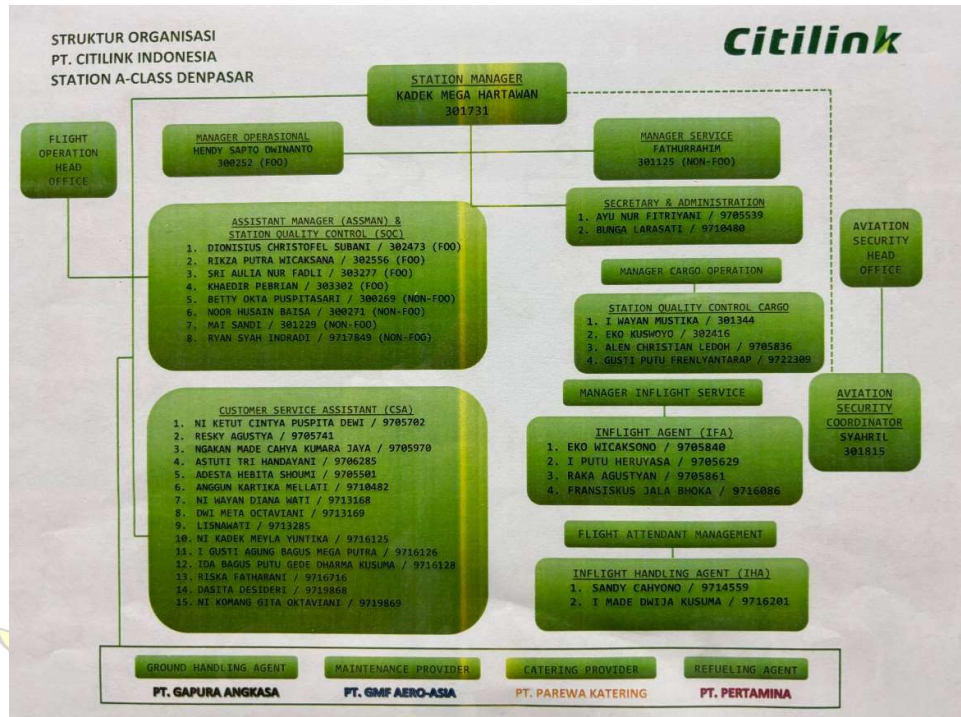 STRUKTUR ORGANISASI
PT. CITILINK INDONESIA
STATION A-CLASS DENPASAR
Citilink
STATION MANAGER
KADEK MEGA HARTAWAN
301731
FLIGHT
OPERATION
HEAD
OFFICE
MANAGER OPERASIONAL
HENDY SAPTO DWINANTO
300252 (FOO)
MANAGER SERVICE
FATHURRAHIM
301125 (NON-FOO)
SECRETARY & ADMINISTRATION
1. AYU NUR FITRIYANI / 9705539
2. BUNGA LARASATI / 9710480
ASSISTANT MANAGER (ASSMAN) &
STATION QUALITY CONTROL (SQC)
1. DIONISIUS CHRISTOFEL SUBANI / 302473 (FOO)
2. RIKZA PUTRA WICAKSANA / 302556 (FOO)
3. SRI AULIA NUR FADLI / 303277 (FOO)
4. KHAEDIR PEBRIAN / 303302 (FOO)
5. BETTY OKTA PUSPITASARI / 300269 (NON-FOO)
6. NOOR HUSAIN BAISA / 300271 (NON-FOO)
7. MAT SANDI / 301229 (NON-FOO)
8. RYAN SYAH INDRADI / 9717849 (NON-FOO)
AVIATION
SECURITY
HEAD
OFFICE
MANAGER CARGO OPERATION
STATION QUALITY CONTROL CARGO
1. I WAYAN MUSTIKA / 301344
2. EKO KUSWOYO / 302416
3. ALEN CHRISTIAN LEDOH / 9705836
4. GUSTI PUTU FRENLYANTARAP / 9722309
MANAGER INFLIGHT SERVICE
INFLIGHT AGENT (IFA)
1. EKO WICAKSONO / 9705840
2. I PUTU HERUYASA / 9705629
3. RAKA AGUSTYAN / 9705861
4. FRANSISKUS JALA BHOKA / 9716086
AVIATION
SECURITY
COORDINATOR
SYAHRIL
301815
CUSTOMER SERVICE ASSISTANT (CSA)
1. NI KETUT CINTYA PUSPITA DEWI / 9705702
2. RESKY AGUSTYA / 9705741
3. NGAKAN MADE CAHYA KUMARA JAYA / 9705970
4. ASTUTI TRI HANDAYANI / 9706285
5. ADESTA HEBITA SHOUMI / 9705501
6. ANGGUN KARTIKA MELLATI / 9710482
7. NI WAYAN DIANA WATI / 9713168
8. DWI META OCTAVIANI / 9713169
9. LISNAWATI / 9713285
10. NI KADEK MEYLA YUNTIKA / 9716125
11. I GUSTI AGUNG BAGUS MEGA PUTRA / 9716126
12. IDA BAGUS PUTU GEDE DHARMA KUSUMA / 9716128
13. RISKA FATHARANI / 9716716
14. DASITA DESIDERI / 9719868
15. NI KOMANG GITA OKTAVIANI / 9719869
FLIGHT ATTENDANT MANAGEMENT
INFLIGHT HANDLING AGENT (IHA)
1. SANDY CAHYONO / 9714559
2. I MADE DWIJA KUSUMA / 9716201
GROUND HANDLING AGENT
PT. GAPURA ANGKASA
MAINTENANCE PROVIDER
PT. GMF AERO-ASIA
CATERING PROVIDER
PT. PAREWA KATERING
REFUELING AGENT
PT. PERTAMINA